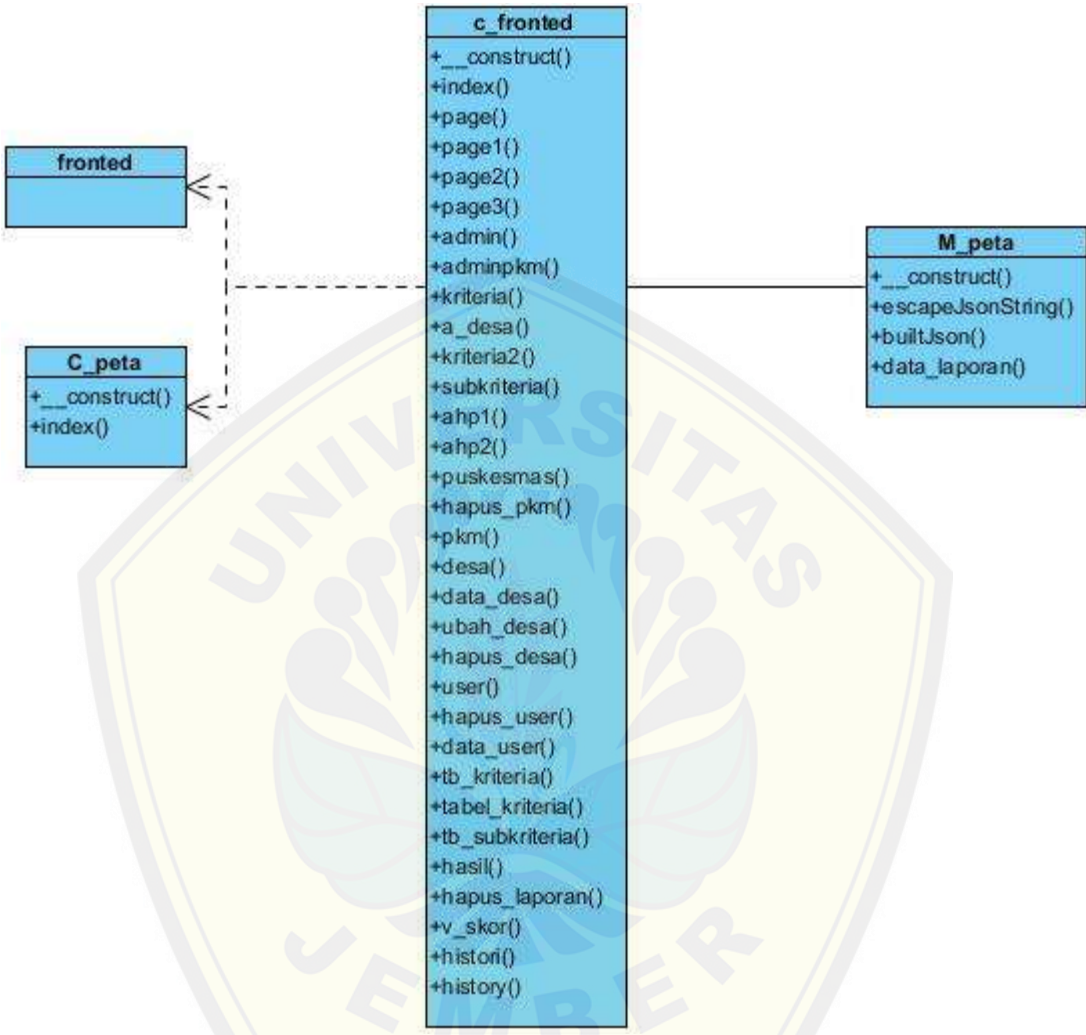 fronted
C_peta
+__construct()
+index()
c_fronted
+__construct()
+index()
+page()
+page1()
+page2()
+page3()
+admin()
+adminpkm()
+kriteria()
+a_desa()
+kriteria2()
+subkriteria()
+ahp1()
+ahp2()
+puskesmas()
+hapus_pkm()
+pkm()
+desa()
+data_desa()
+ubah_desa()
+hapus_desa()
+user()
+hapus_user()
+data_user()
+tb_kriteria()
+tabel_kriteria()
+tb_subkriteria()
+hasil()
+hapus_laporan()
+v_skor()
+histori()
+history()
M_peta
+__construct()
+escapeJsonString()
+builtJson()
+data_laporan()
UNIVERSITAS
JEMBER